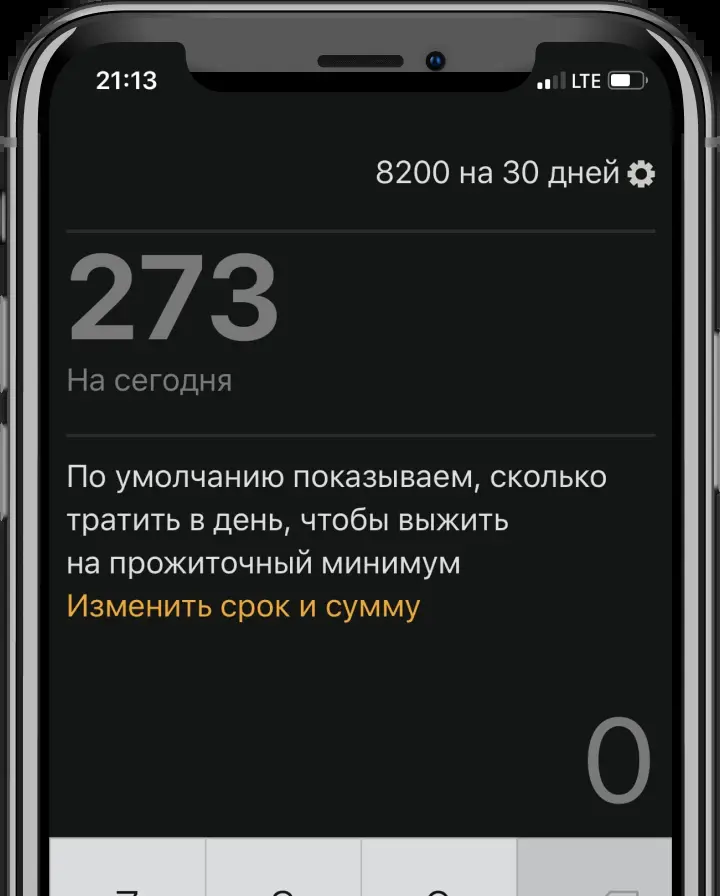 21:13 LTE
8200 на 30 дней
273
На сегодня
По умолчанию показываем, сколько
тратить в день, чтобы выжить
на прожиточный минимум
Изменить срок и сумму
0